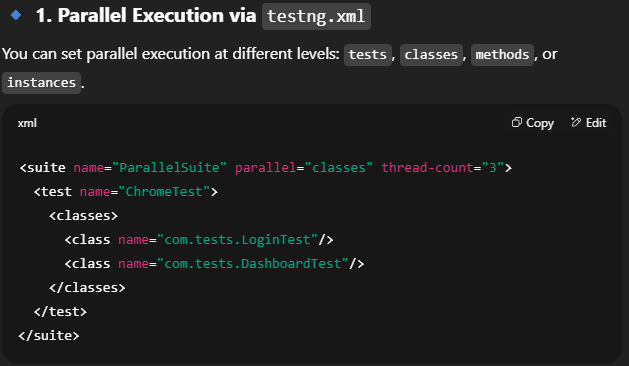 1. Parallel Execution via testng.xml
You can set parallel execution at different levels: tests, classes, methods, or
instances.
xml
Copy
Edit
<suite name="ParallelSuite" parallel="classes" thread-count="3">
  <test name="ChromeTest">
    <classes>
      <class name="com.tests.LoginTest"/>
      <class name="com.tests.DashboardTest"/>
    </classes>
  </test>
</suite>